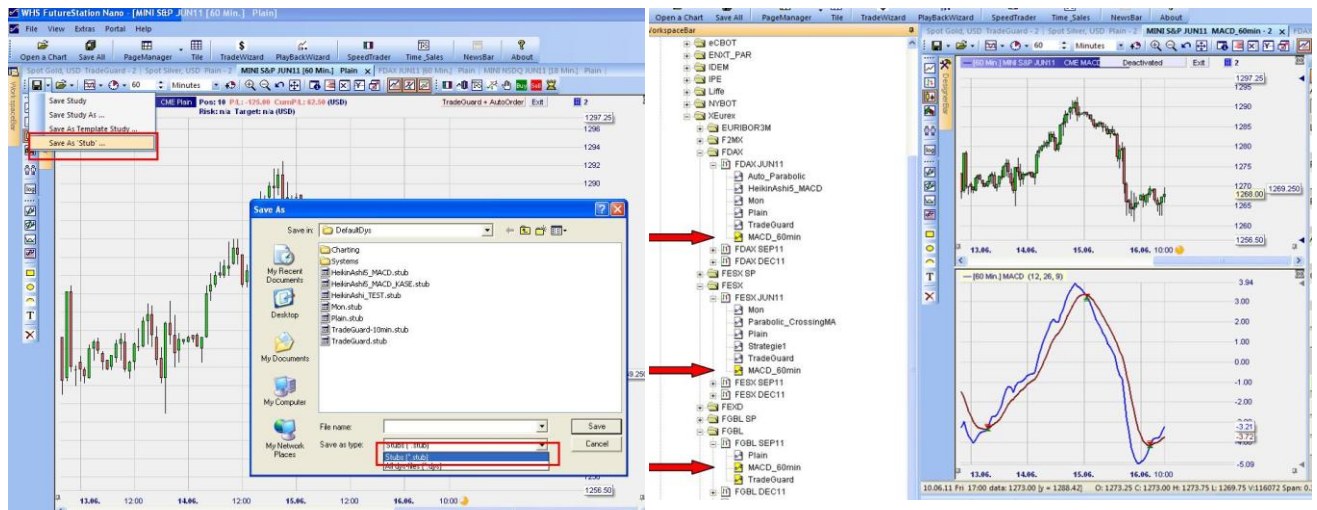 WHS FutureStation Nano - [MINI S&P JUN11 [60 Min.] Plain]
File View Extras Portal Help
Open a Chart Save All PageManager Tile TradeWizard PlayBackWizard SpeedTrader Time_Sales NewsBar About
Spot Gold, USD TradeGuard - 2 Spot Silver, USD Plain - 2 MINI S&P JUN11 [60 Min.] Plain x FDAX JUN11 [60 Min.] Plain MINI NSDQ JUN11 [18 Min.] Plain
60 Minutes
WorkspaceBar
Save Study
Save Study As ...
Save As Template Study ...
Save As 'Stub' ...
CME Plain Pos: 10 P/L: -125.00 CumP/L: 62.50 (USD)
Risk: n/a Target: n/a (USD)
TradeGuard + AutoOrder Exit 2
1297.25
1296
1294
1292
1290
Save As
Save in: DefaultDys
My Recent Documents
Desktop
My Documents
My Computer
My Network Places
Charting
Systems
HeikinAshi5_MACD.stub
HeikinAshi5_MACD_KASE.stub
HeikinAshi_TEST.stub
Mon.stub
Plain.stub
TradeGuard-10min.stub
TradeGuard.stub
File name:
Save
Save as type: Stubs (*.stub)
Cancel
Stubs (*.stub)
All dys-files (*.dys)
1256.50
13.06. 12:00 14.06. 12:00 15.06. 12:00 16.06. 10:00
Open a Chart Save All PageManager Tile TradeWizard PlayBackWizard SpeedTrader Time_Sales NewsBar About
WorkspaceBar
eCBOT
ENXT_PAR
IDEM
IPE
Liffe
NYBOT
XEurex
EURIBOR3M
F2MX
FDAX
FDAX JUN11
Auto_Parabolic
HeikinAshi5_MACD
Mon
Plain
TradeGuard
MACD_60min
FDAX SEP11
FDAX DEC11
FESX SP
FESX
FESX JUN11
Mon
Parabolic_CrossingMA
Plain
Strategie1
TradeGuard
MACD_60min
FESX SEP11
FESX DEC11
FEXD
FGBL SP
FGBL
FGBL SEP11
Plain
MACD_60min
TradeGuard
FGBL DEC11
Spot Gold, USD TradeGuard - 2 Spot Silver, USD Plain - 2 MINI S&P JUN11 MACD_60min - 2 x FDAX
60 Minutes
DesignerBar
[60 Min.] MINI S&P JUN11 CME MACD Deactivated Exit 2
1297.25
1295
1290
1285
1280
1275
1270
1269.250
1268.00
1265
1260
1256.50
13.06. 14.06. 15.06. 16.06. 10:00
[60 Min.] MACD (12, 26, 9)
3.94
3.00
2.00
1.00
0.00
-1.00
-2.00
-3.21
-3.72
-5.09
13.06. 14.06. 15.06. 16.06. 10:00
10.06.11 Fri 17:00 data: 1273.00 [y = 1288.42] O: 1273.25 C: 1273.00 H: 1273.75 L: 1269.75 V:116072 Span: 0.